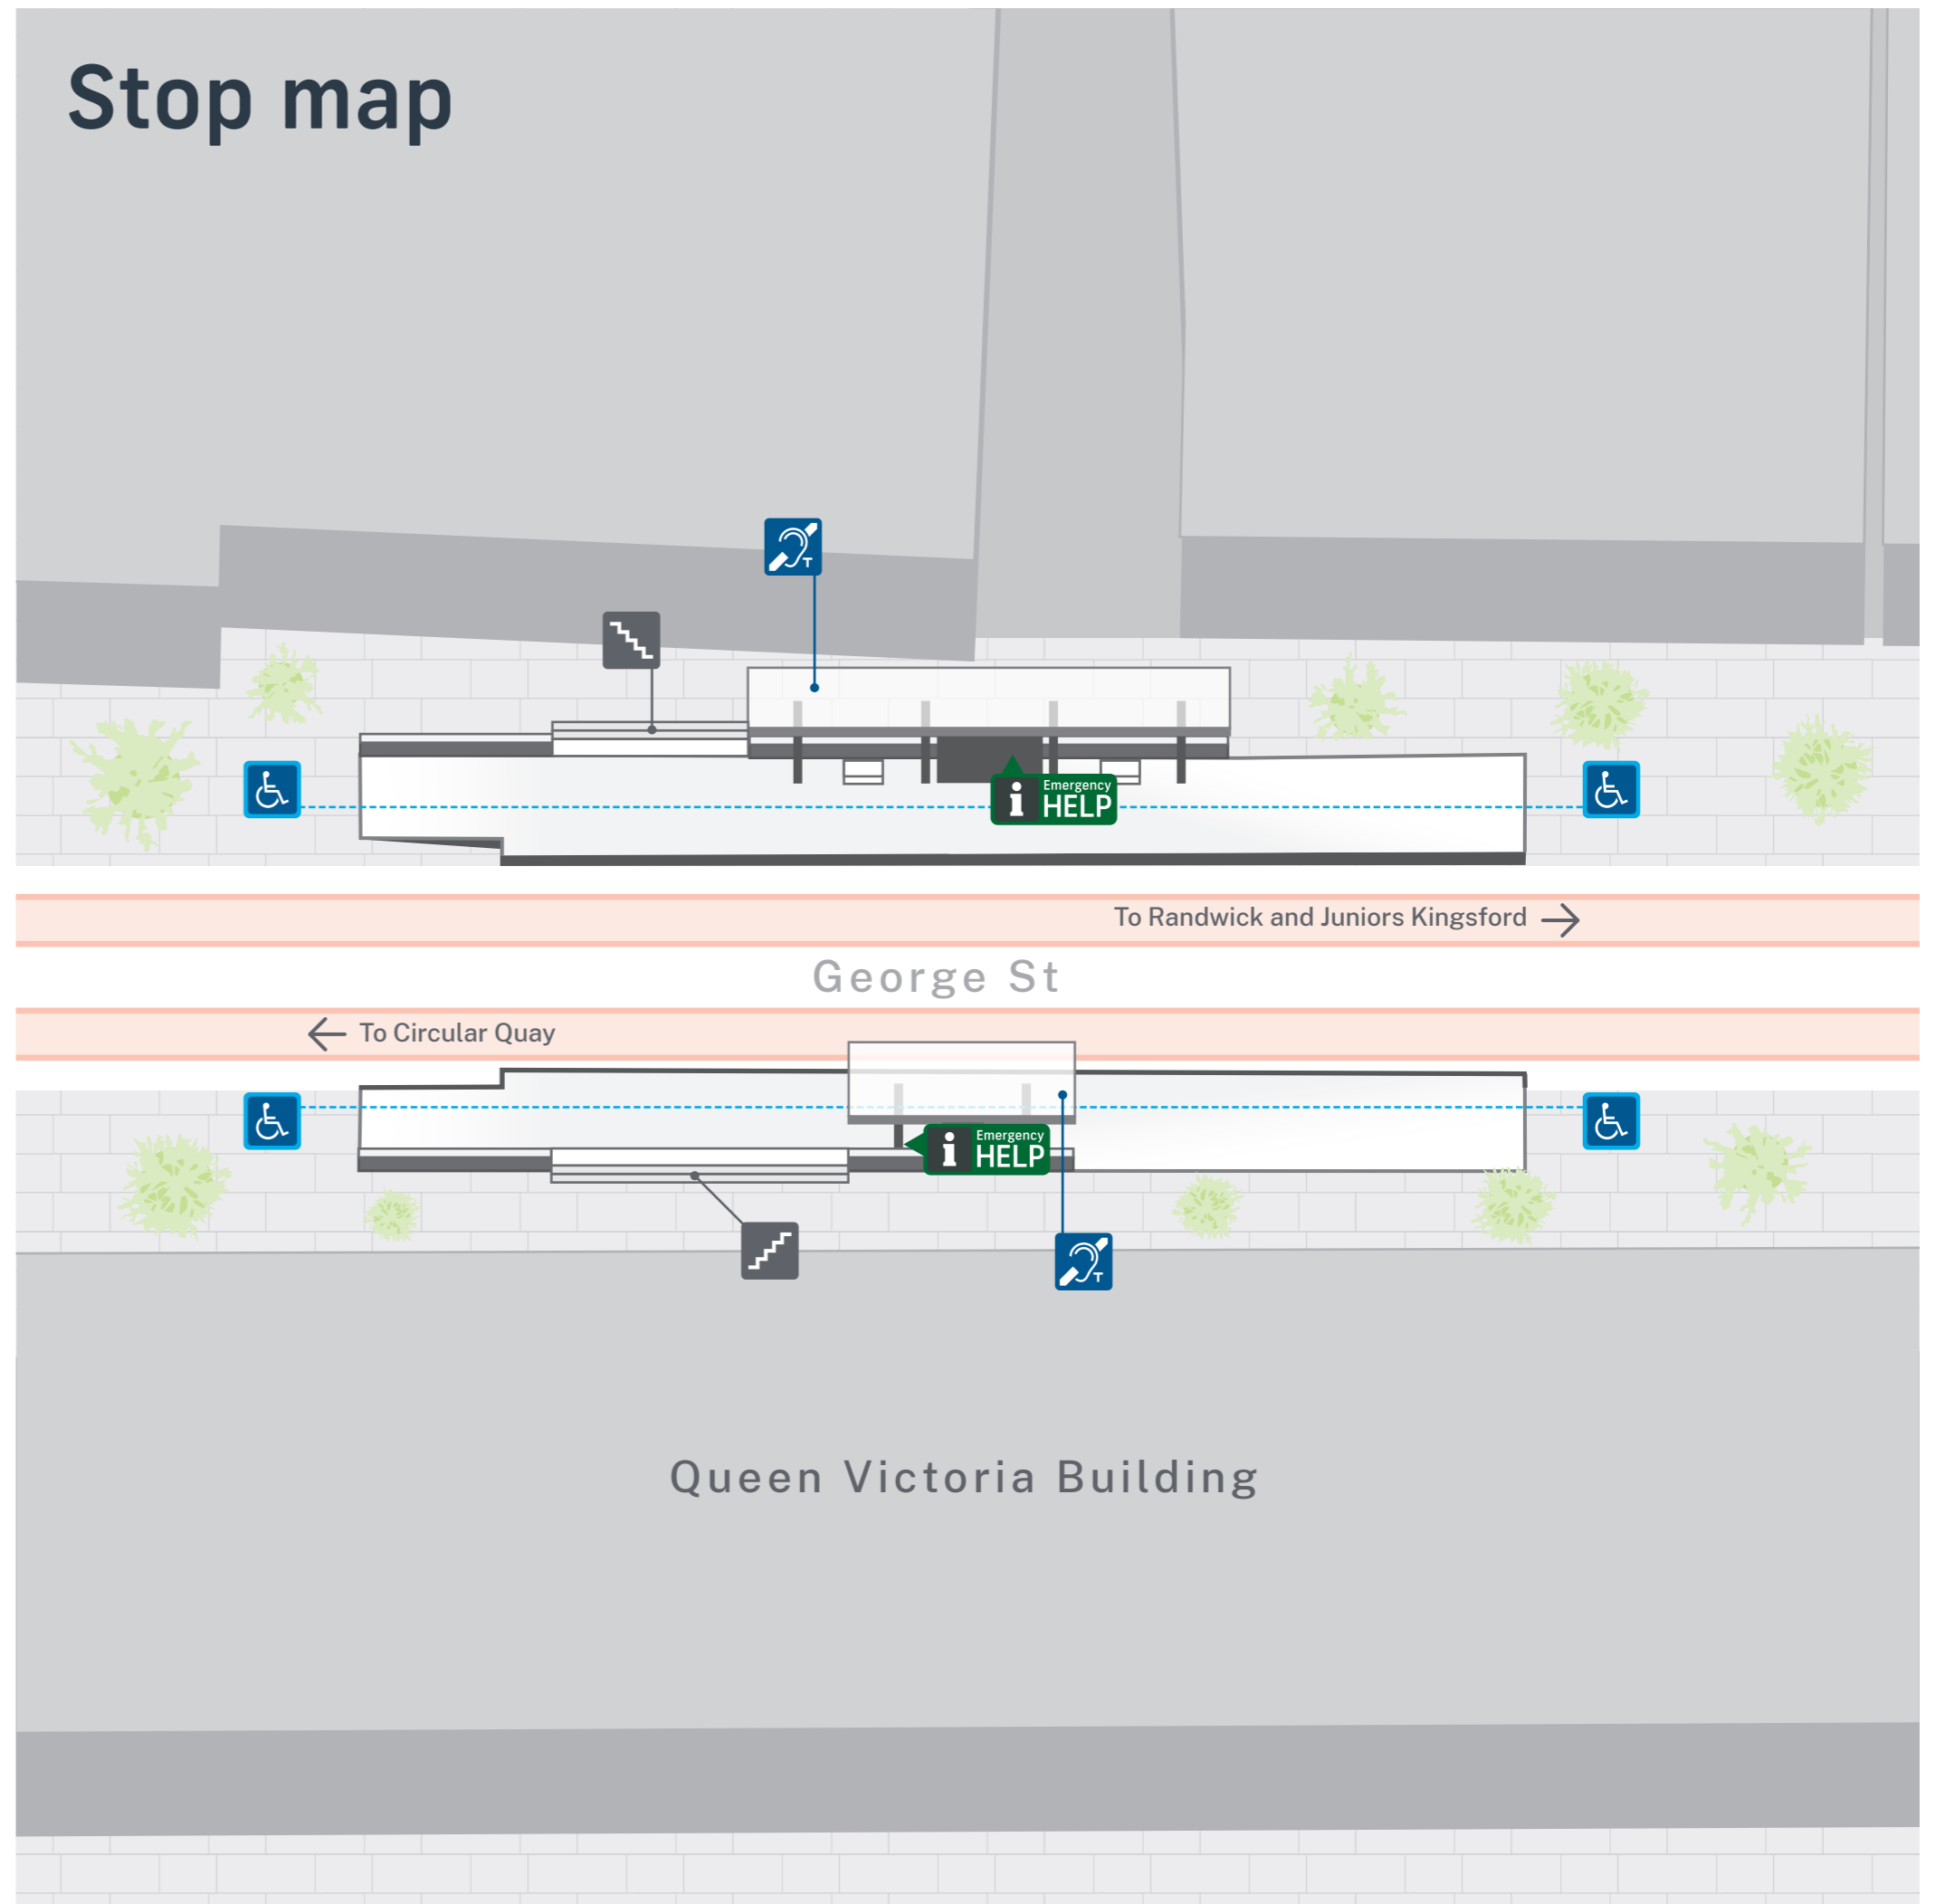 Stop map
T
i Emergency
HELP
To Randwick and Juniors Kingsford
George St
To Circular Quay
i Emergency
HELP
T
Queen Victoria Building